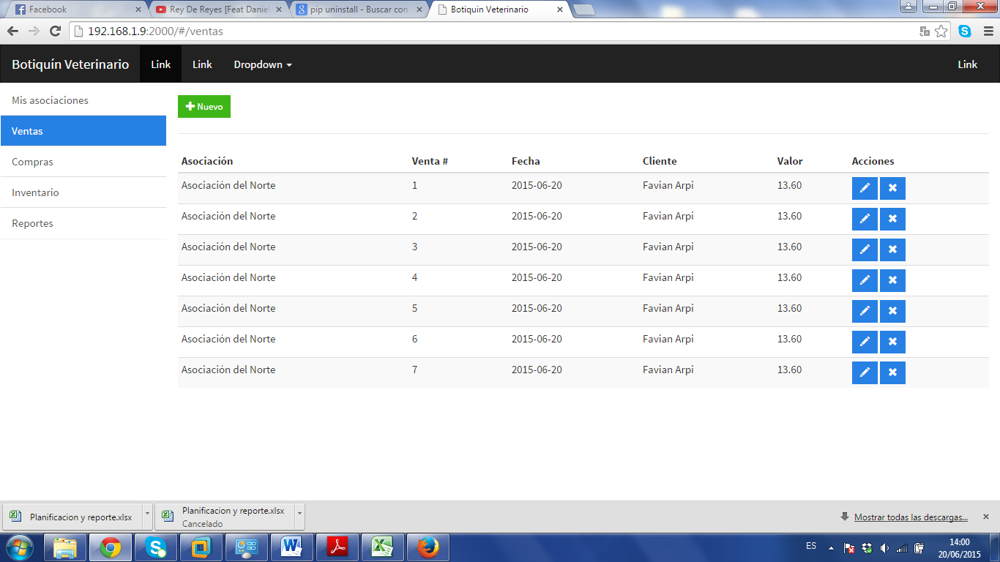 Facebook
Rey De Reyes [Feat Daniel
pip uninstall - Buscar con
Botiquin Veterinario
192.168.1.9:2000/#/ventas
Botiquín Veterinario
Link
Link
Dropdown
Link
Mis asociaciones
Ventas
Compras
Inventario
Reportes
Nuevo
Asociación Venta # Fecha Cliente Valor Acciones
Asociación del Norte 1 2015-06-20 Favian Arpi 13.60
Asociación del Norte 2 2015-06-20 Favian Arpi 13.60
Asociación del Norte 3 2015-06-20 Favian Arpi 13.60
Asociación del Norte 4 2015-06-20 Favian Arpi 13.60
Asociación del Norte 5 2015-06-20 Favian Arpi 13.60
Asociación del Norte 6 2015-06-20 Favian Arpi 13.60
Asociación del Norte 7 2015-06-20 Favian Arpi 13.60
Planificacion y reporte.xlsx
Planificacion y reporte.xlsx
Cancelado
Mostrar todas las descargas...
ES
14:00
20/06/2015